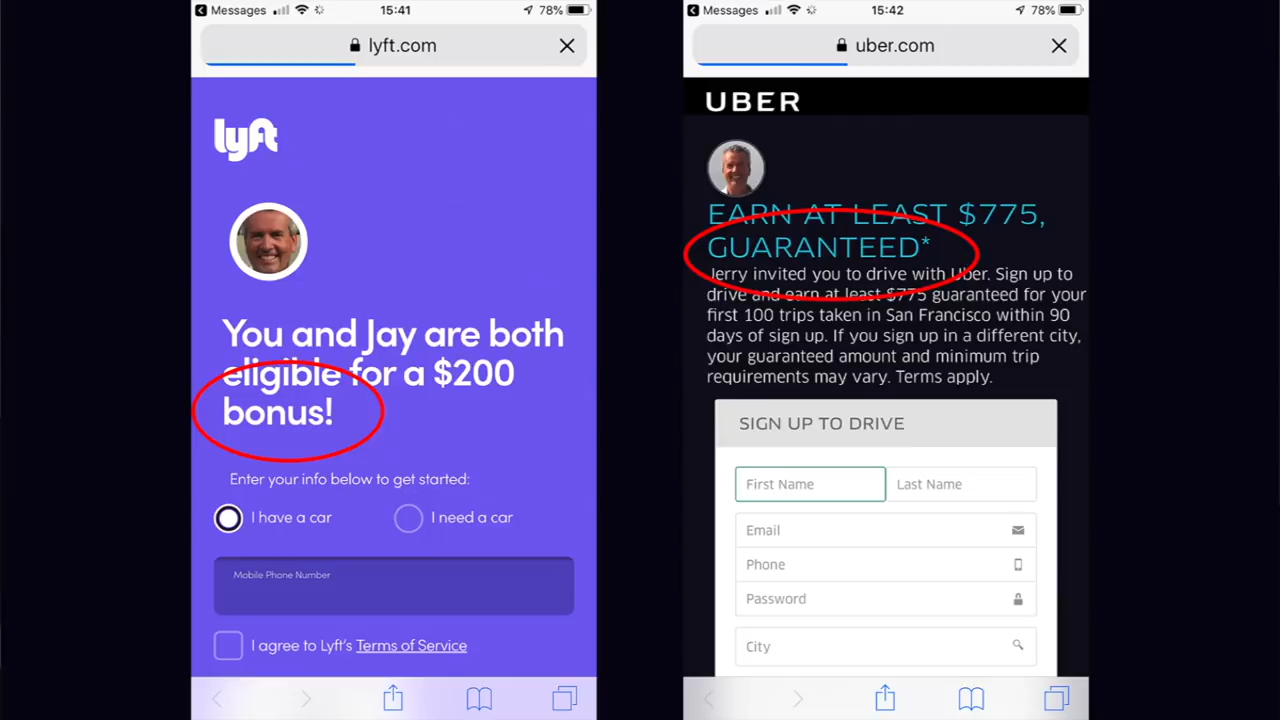 Messages 15:41 78%
lyft.com
lyft
You and Jay are both
eligible for a $200
bonus!
Enter your info below to get started:
I have a car I need a car
Mobile Phone Number
I agree to Lyft's Terms of Service
Messages 15:42 78%
uber.com
UBER
EARN AT LEAST $775,
GUARANTEED*
Jerry invited you to drive with Uber. Sign up to
drive and earn at least $775 guaranteed for your
first 100 trips taken in San Francisco within 90
days of sign up. If you sign up in a different city,
your guaranteed amount and minimum trip
requirements may vary. Terms apply.
SIGN UP TO DRIVE
First Name Last Name
Email
Phone
Password
City